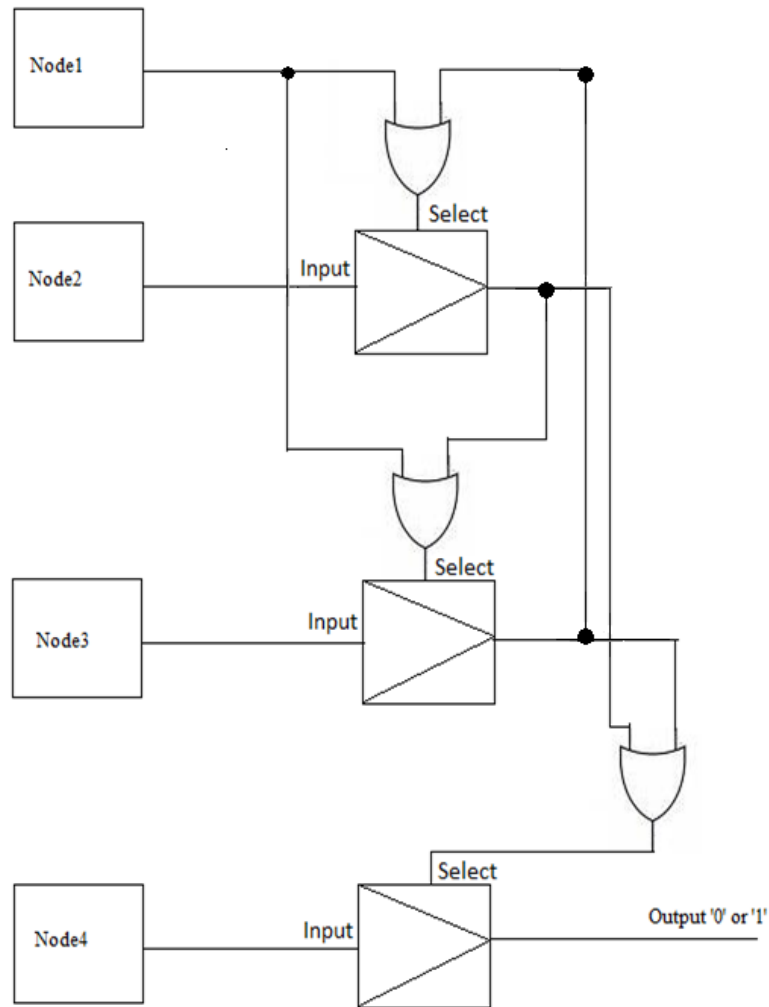 Node1
Select
Input
Node2
Select
Input
Node3
Select
Input
Node4
Output '0' or '1'